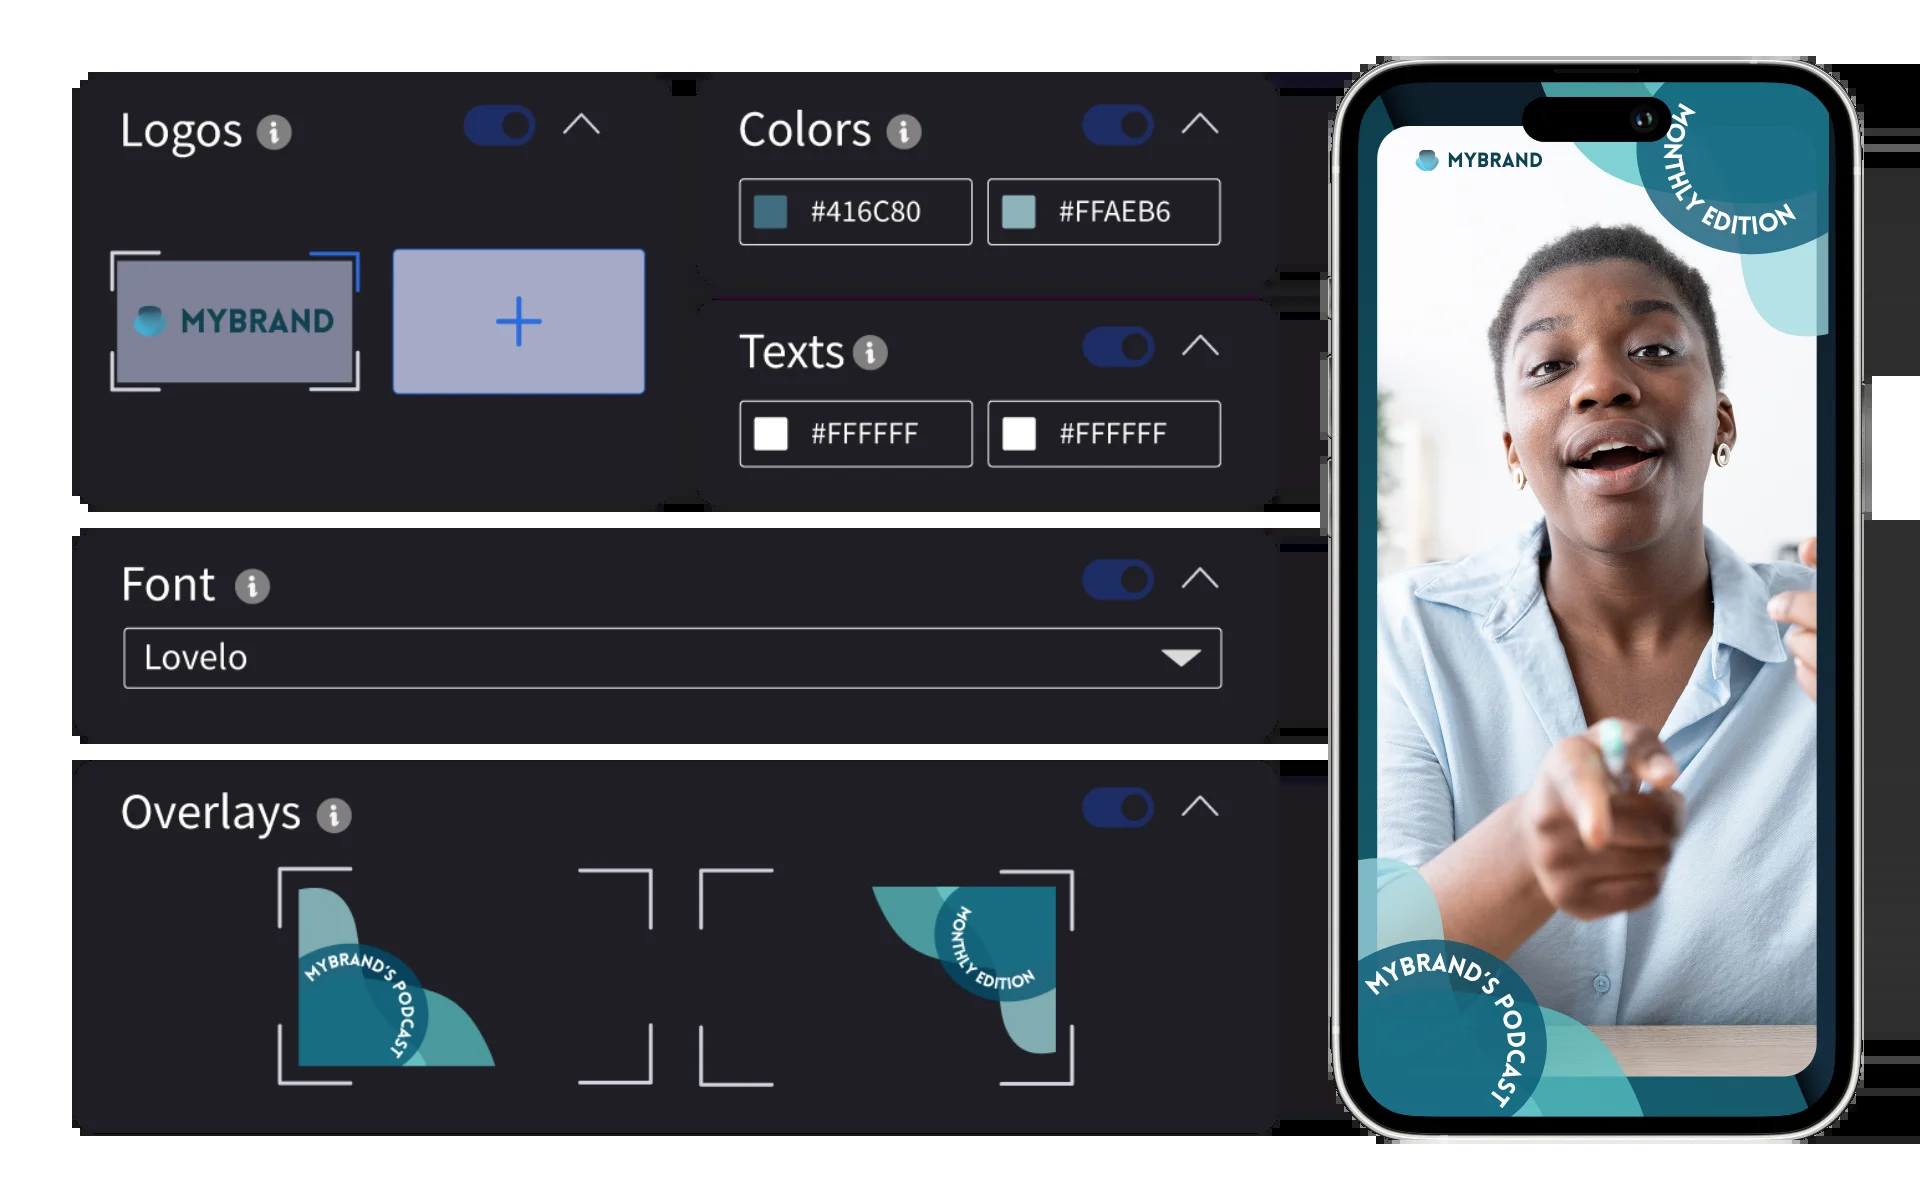 Logos
MYBRAND
Colors
#416C80
#FFAEB6
Texts
#FFFFFF
#FFFFFF
Font
Lovelo
Overlays
MYBRAND'S PODCAST
MONTHLY EDITION
MYBRAND
MONTHLY EDITION
MYBRAND'S PODCAST